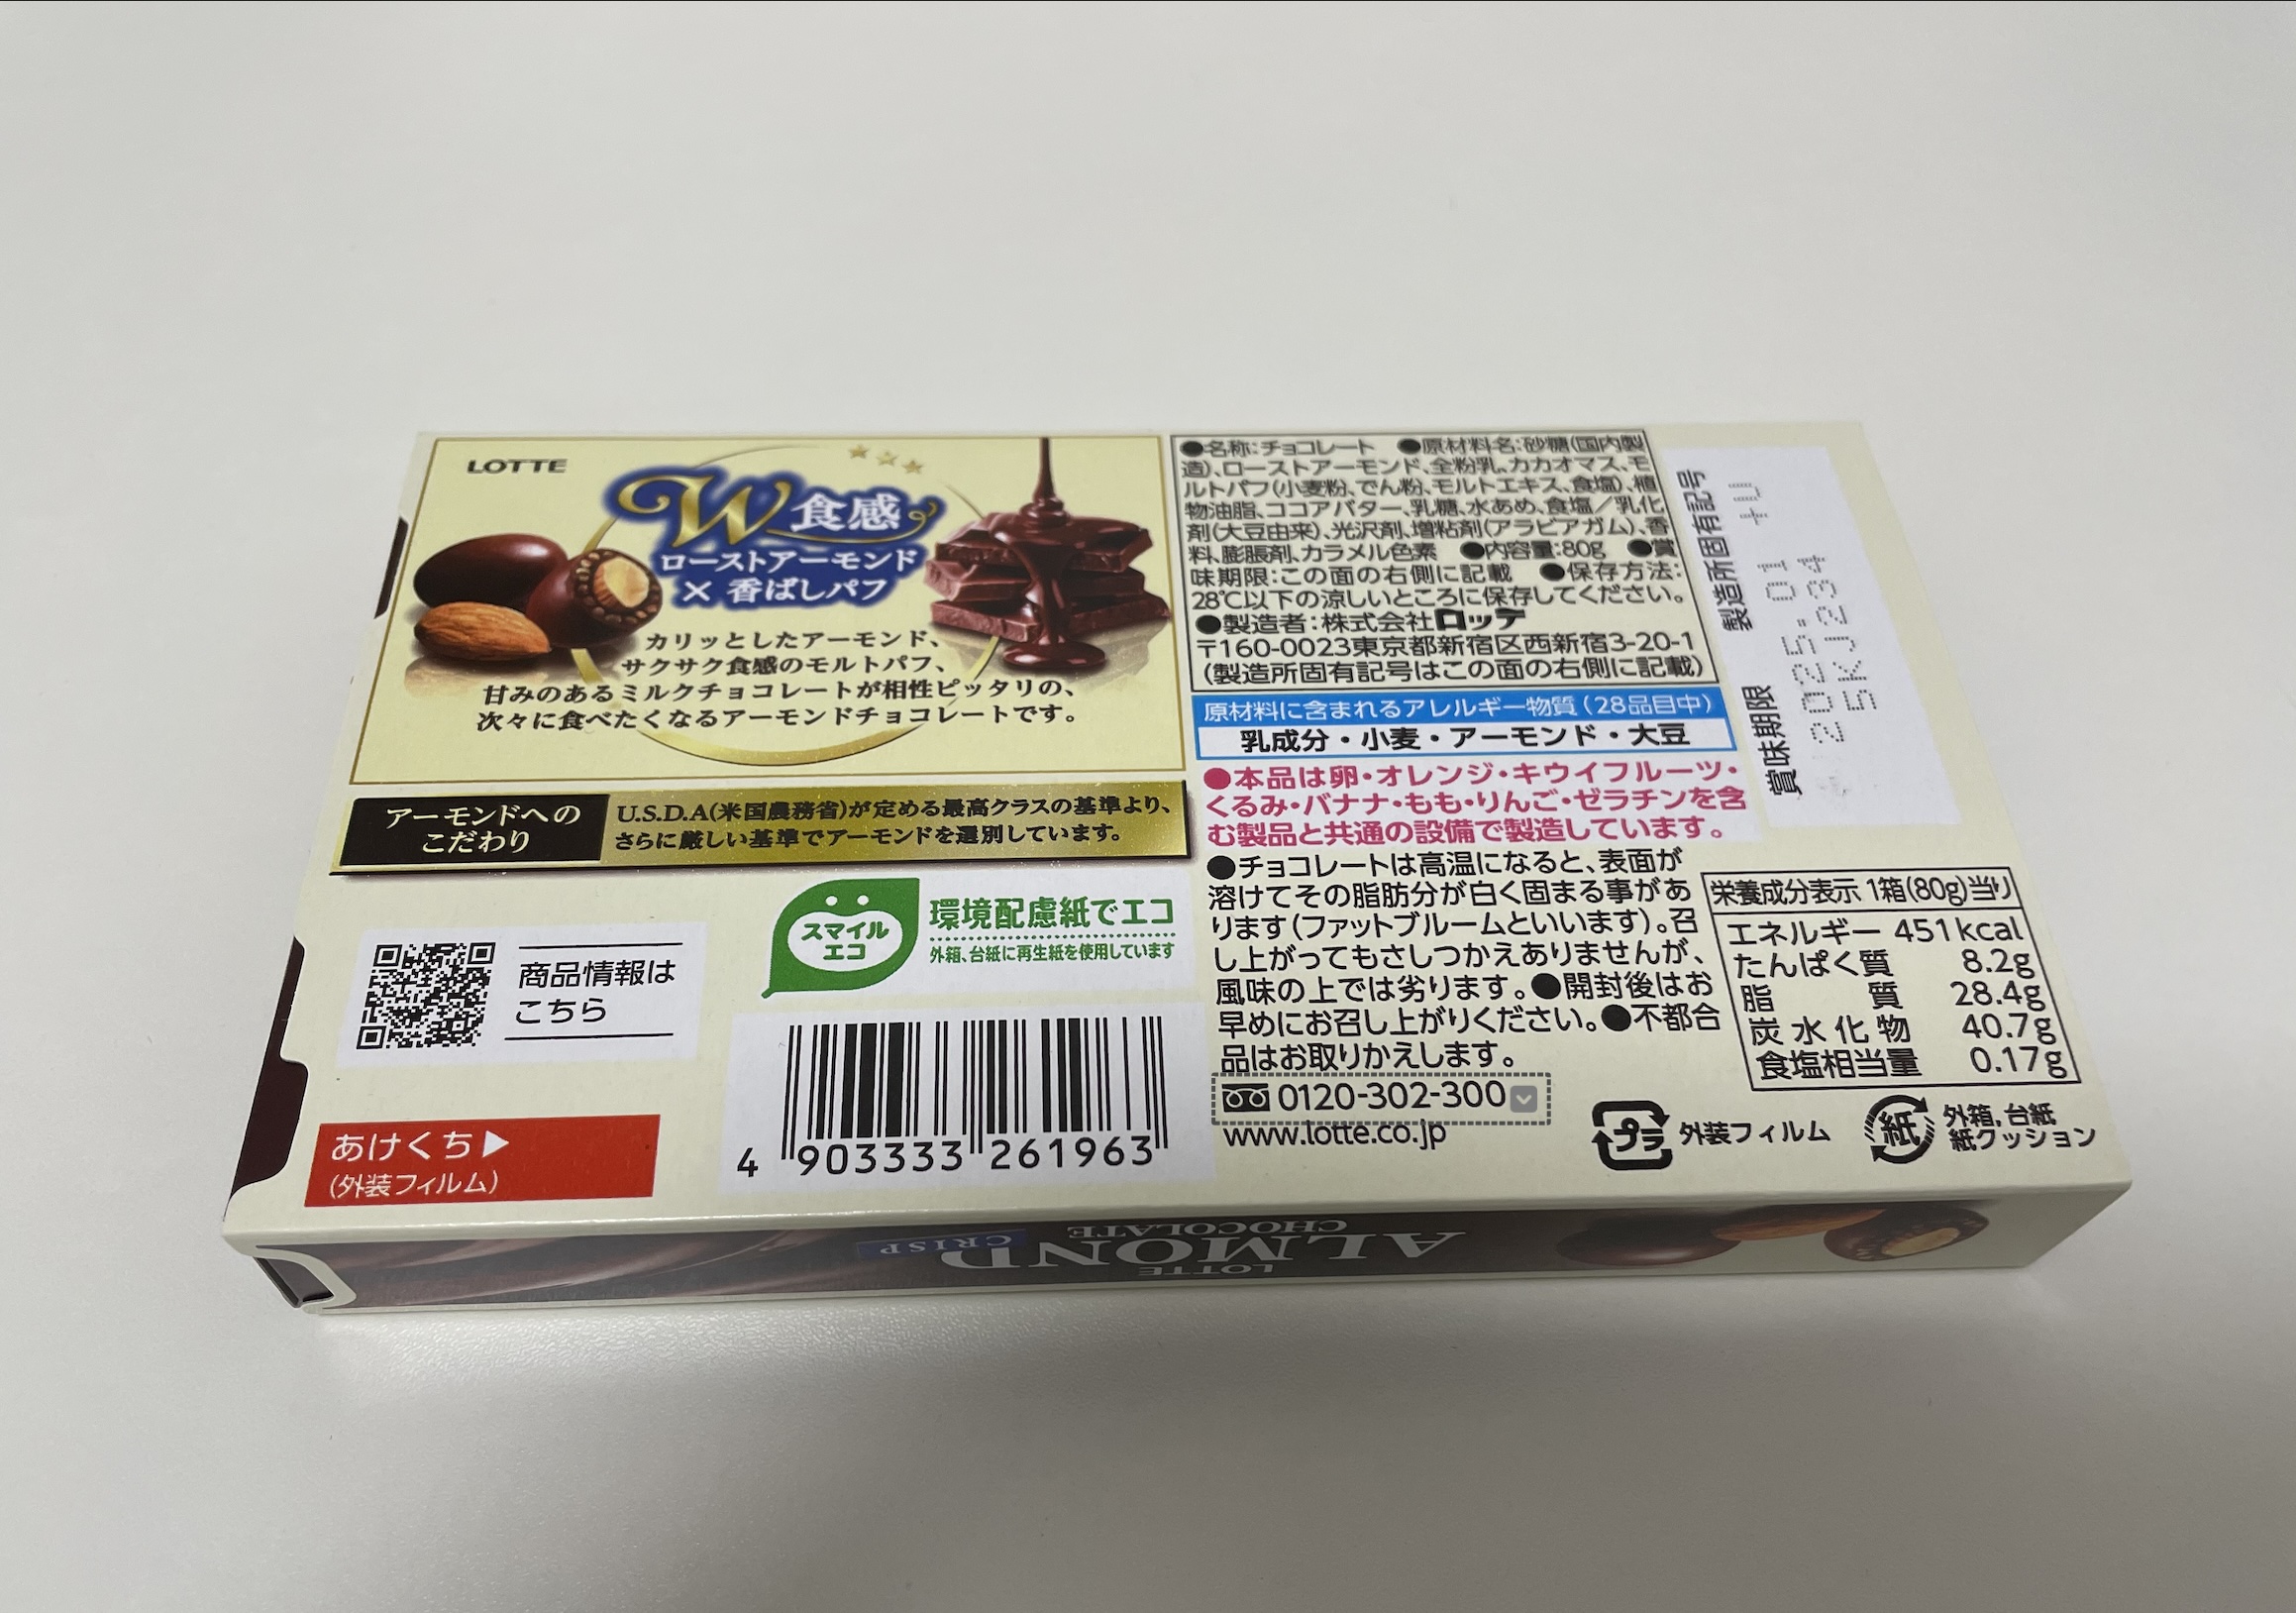 LOTTE
W食感
ローストアーモンド
×香ばしパフ
カリッとしたアーモンド、
サクサク食感のモルトパフ、
甘みのあるミルクチョコレートが相性ピッタリの、
次々に食べたくなるアーモンドチョコレートです。
アーモンドへの
こだわり
U.S.D.A(米国農務省)が定める最高クラスの基準より、
さらに厳しい基準でアーモンドを選別しています。
スマイル
エコ
環境配慮紙でエコ
外箱、台紙に再生紙を使用しています
商品情報は
こちら
あけくち▶
(外装フィルム)
4 903333 261963
●名称:チョコレート ●原材料名:砂糖(国内製
造)、ローストアーモンド、全粉乳、カカオマス、モ
ルトパフ(小麦粉、でん粉、モルトエキス、食塩)、植
物油脂、ココアバター、乳糖、水あめ、食塩/乳化
剤(大豆由来)、光沢剤、増粘剤(アラビアガム)、香
料、膨脹剤、カラメル色素 ●内容量:80g ●賞
味期限:この面の右側に記載 ●保存方法:
28℃以下の涼しいところに保存してください。
●製造者:株式会社ロッテ
〒160-0023東京都新宿区西新宿3-20-1
(製造所固有記号はこの面の右側に記載)
原材料に含まれるアレルギー物質(28品目中)
乳成分・小麦・アーモンド・大豆
●本品は卵・オレンジ・キウイフルーツ・
くるみ・バナナ・もも・りんご・ゼラチンを含
む製品と共通の設備で製造しています。
●チョコレートは高温になると、表面が
溶けてその脂肪分が白く固まる事があ
ります(ファットブルームといいます)。召
し上がってもさしつかえありませんが、
風味の上では劣ります。●開封後はお
早めにお召し上がりください。●不都合
品はお取りかえします。
0120-302-300
www.lotte.co.jp
賞味期限 製造所固有記号
2025.01 +U
5KJ234
栄養成分表示 1箱(80g)当り
エネルギー 451kcal
たんぱく質 8.2g
脂質 28.4g
炭水化物 40.7g
食塩相当量 0.17g
プラ 外装フィルム
紙 外箱、台紙
紙クッション
LOTTE
ALMOND
CHOCOLATE
CRISP